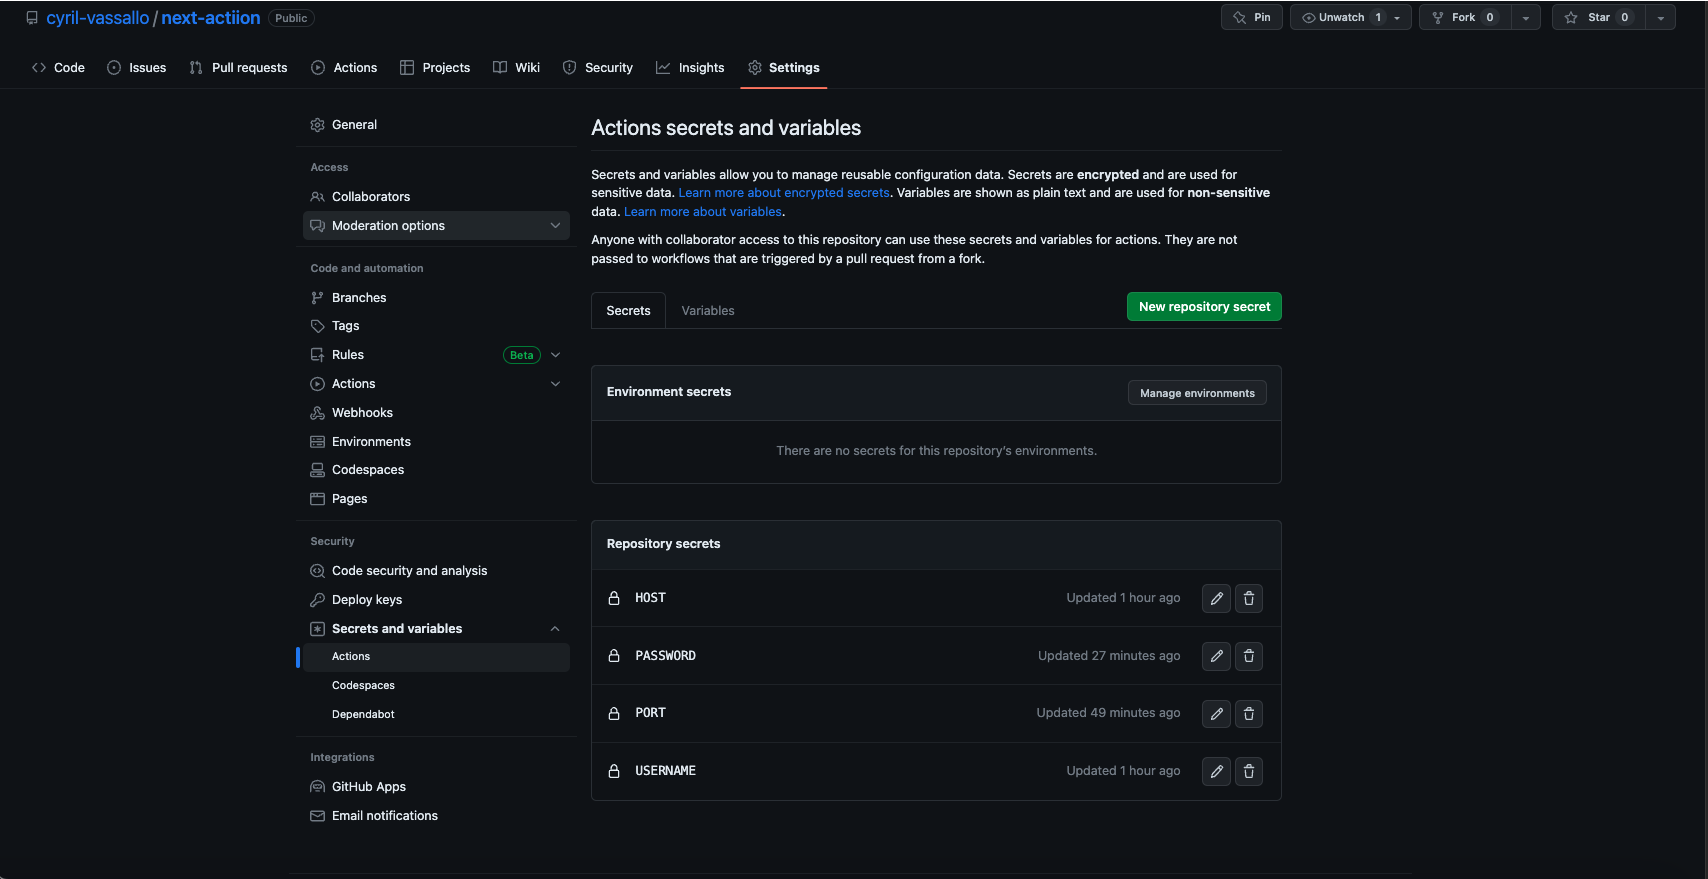 cyril-vassallo / next-actiion Public
Pin
Unwatch 1
Fork 0
Star 0
Code
Issues
Pull requests
Actions
Projects
Wiki
Security
Insights
Settings
General
Access
Collaborators
Moderation options
Code and automation
Branches
Tags
Rules Beta
Actions
Webhooks
Environments
Codespaces
Pages
Security
Code security and analysis
Deploy keys
Secrets and variables
Actions
Codespaces
Dependabot
Integrations
GitHub Apps
Email notifications
Actions secrets and variables
Secrets and variables allow you to manage reusable configuration data. Secrets are encrypted and are used for
sensitive data. Learn more about encrypted secrets. Variables are shown as plain text and are used for non-sensitive
data. Learn more about variables.
Anyone with collaborator access to this repository can use these secrets and variables for actions. They are not
passed to workflows that are triggered by a pull request from a fork.
Secrets
Variables
New repository secret
Environment secrets
Manage environments
There are no secrets for this repository's environments.
Repository secrets
HOST Updated 1 hour ago
PASSWORD Updated 27 minutes ago
PORT Updated 49 minutes ago
USERNAME Updated 1 hour ago